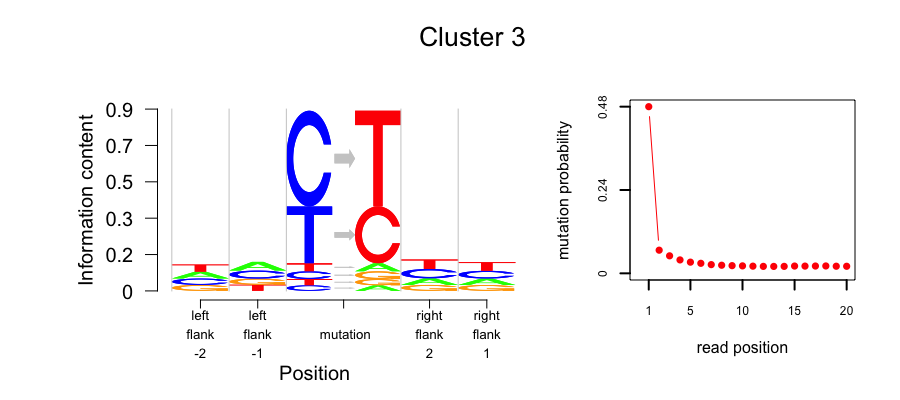 Cluster 3
Information content
0.9
0.7
0.5
0.3
0.2
0
C T
T C
left flank -2
left flank -1
mutation
right flank 2
right flank 1
Position
mutation probability
0.48
0.24
0
1 5 10 15 20
read position